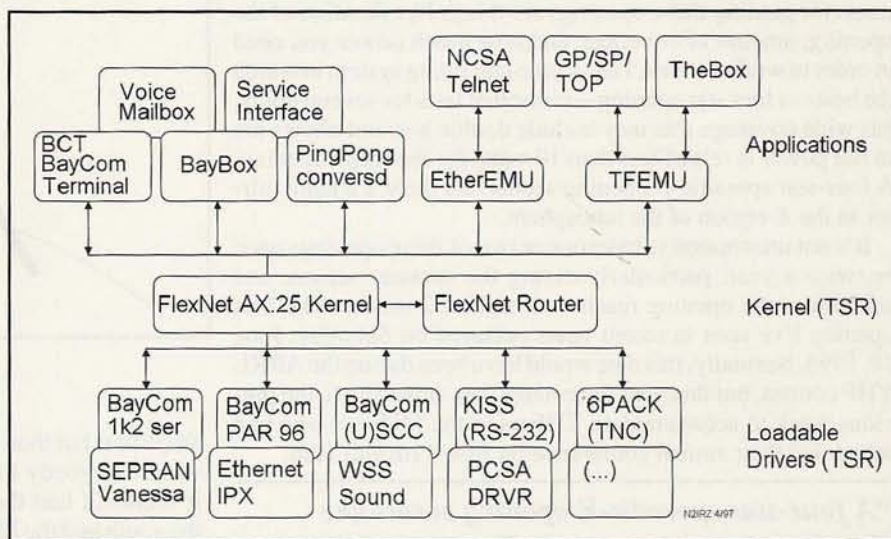 Voice
Mailbox
Service
Interface
NCSA
Telnet
GP/SP/
TOP
TheBox
BCT
BayCom
Terminal
BayBox
PingPong
conversd
EtherEMU
TFEMU
Applications
FlexNet AX.25 Kernel
FlexNet Router
Kernel (TSR)
BayCom
1k2 ser
BayCom
PAR 96
BayCom
(U)SCC
KISS
(RS-232)
6PACK
(TNC)
Loadable
Drivers (TSR)
SEPRAN
Vanessa
Ethernet
IPX
WSS
Sound
PCSA
DRVR
(...)
N2IRZ 4/97